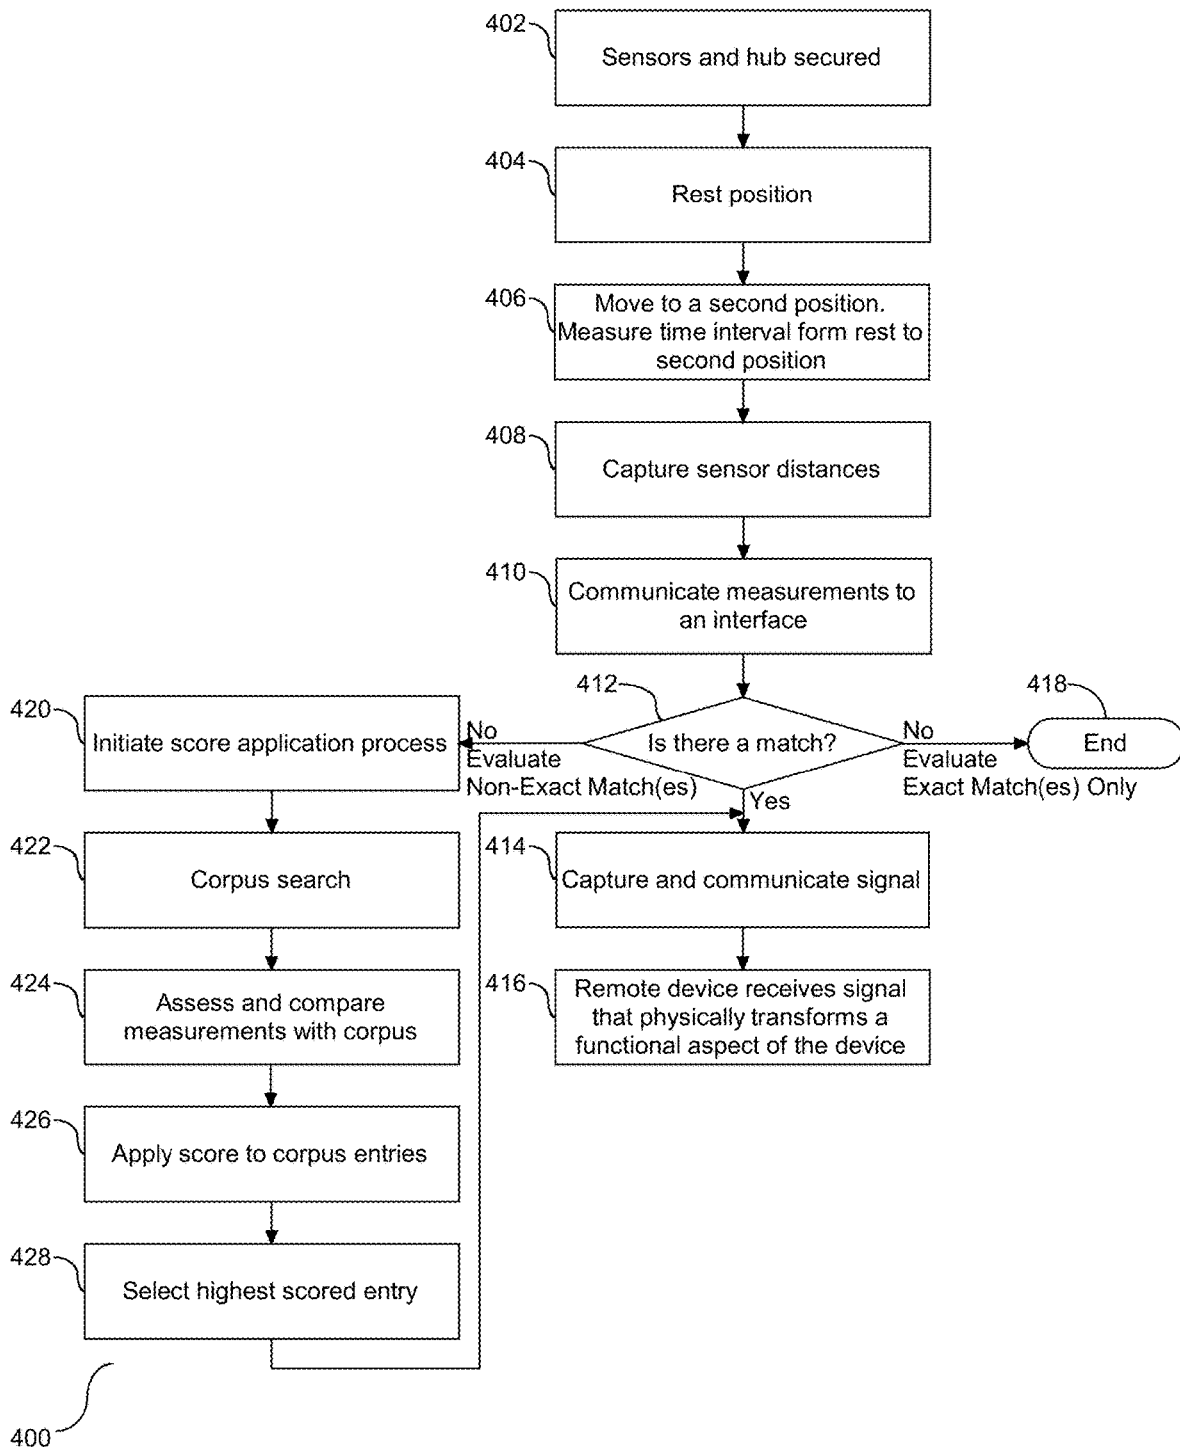 402
Sensors and hub secured
404
Rest position
406
Move to a second position.
Measure time interval form rest to
second position
408
Capture sensor distances
410
Communicate measurements to
an interface
412
Is there a match?
418
End
No
Evaluate
Exact Match(es) Only
No
Evaluate
Non-Exact Match(es)
Yes
414
Capture and communicate signal
416
Remote device receives signal
that physically transforms a
functional aspect of the device
420
Initiate score application process
422
Corpus search
424
Assess and compare
measurements with corpus
426
Apply score to corpus entries
428
Select highest scored entry
400